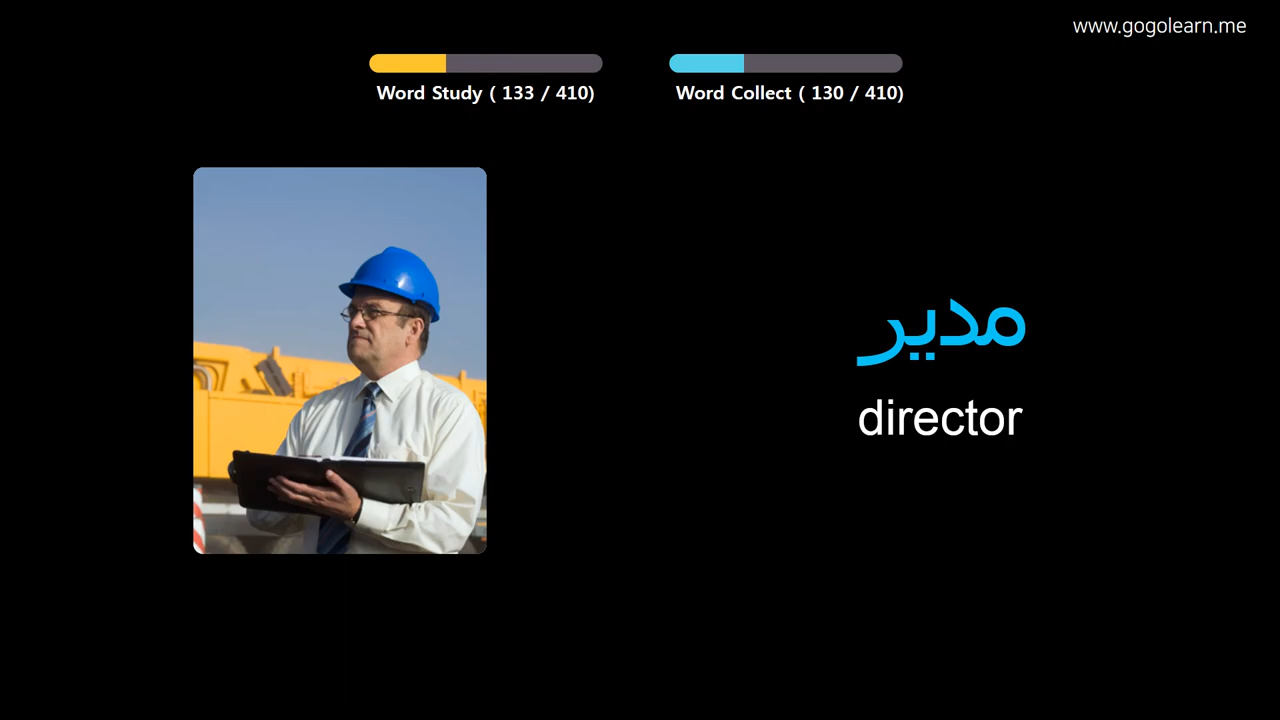 www.gogolearn.me
Word Study ( 133 / 410)
Word Collect ( 130 / 410)
مدير
director